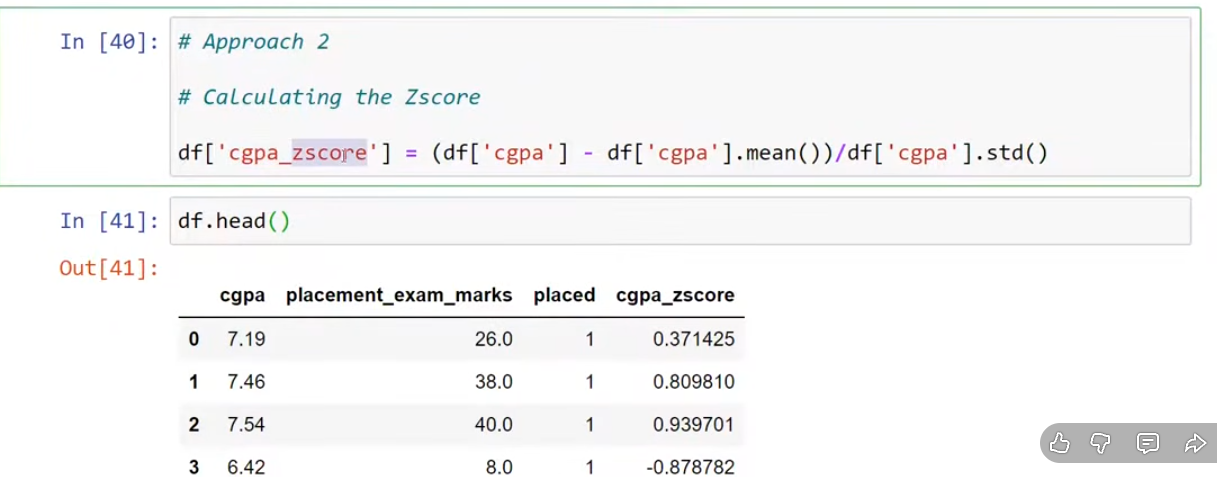 In [40]: # Approach 2
# Calculating the Zscore
df['cgpa_zscore'] = (df['cgpa'] - df['cgpa'].mean())/df['cgpa'].std()
In [41]: df.head()
Out[41]:
cgpa placement_exam_marks placed cgpa_zscore
0 7.19 26.0 1 0.371425
1 7.46 38.0 1 0.809810
2 7.54 40.0 1 0.939701
3 6.42 8.0 1 -0.878782